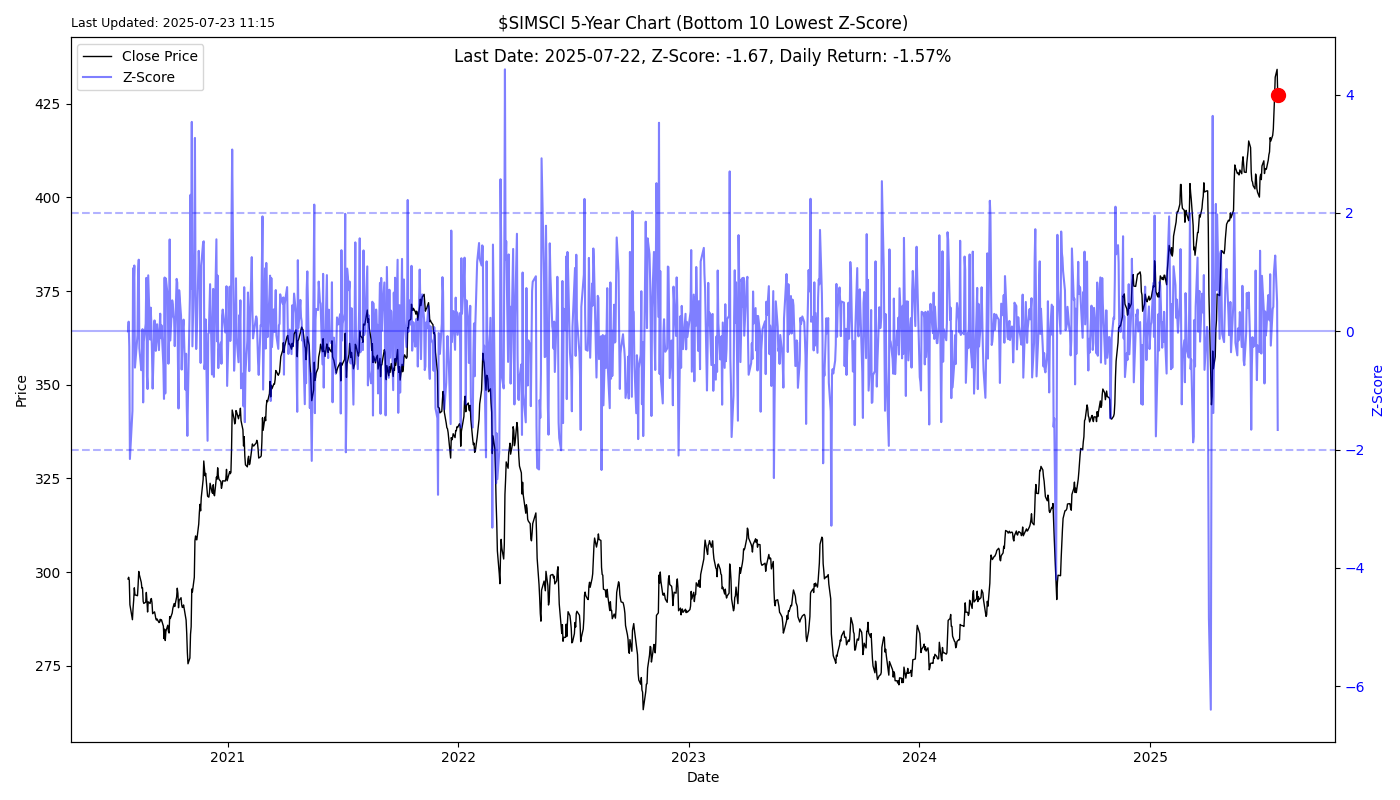 Last Updated: 2025-07-23 11:15
$SIMSCI 5-Year Chart (Bottom 10 Lowest Z-Score)
Last Date: 2025-07-22, Z-Score: -1.67, Daily Return: -1.57%
Close Price
Z-Score
425
400
375
350
325
300
275
Price
4
2
0
−2
−4
−6
Z-Score
2021
2022
2023
2024
2025
Date